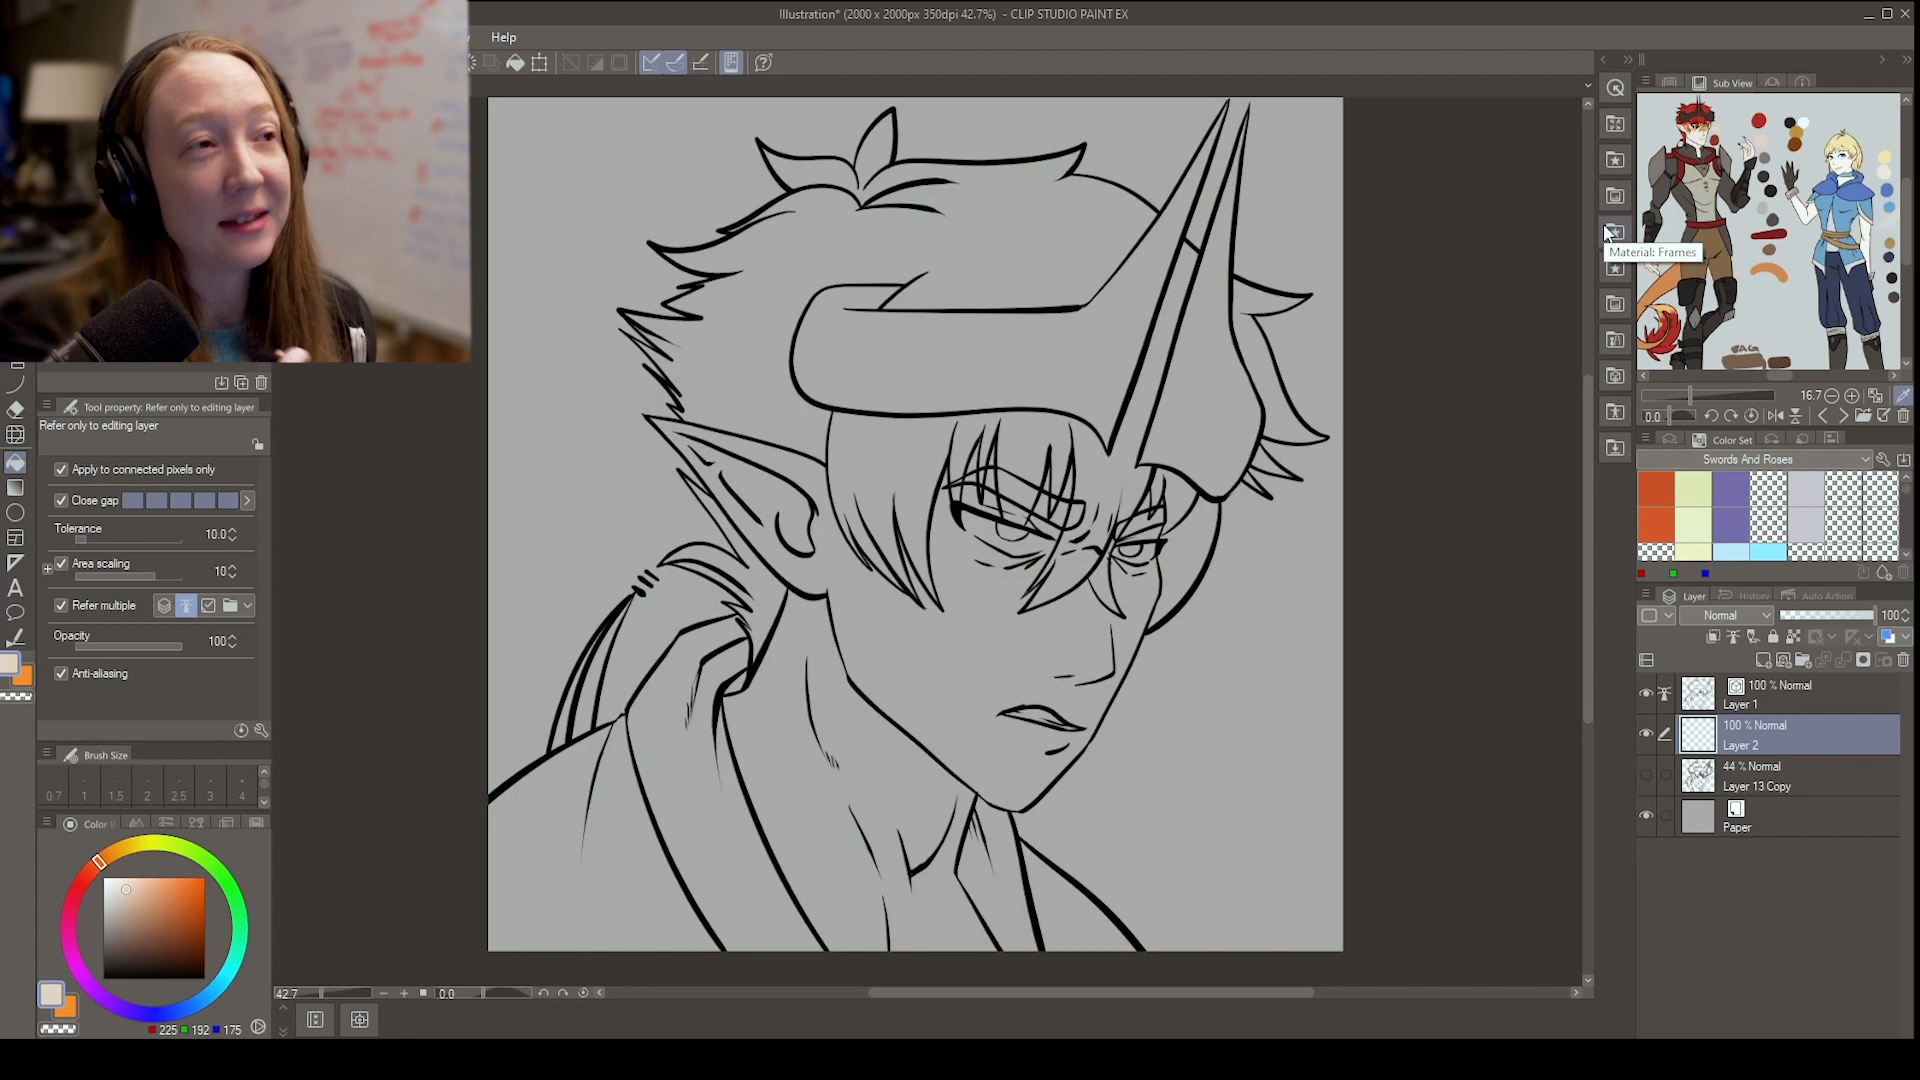 Illustration* (2000 x 2000px 350dpi 42.7%) - CLIP STUDIO PAINT EX
Help
Sub View
Material: Frames
BAG
16.7
0.0
Color Set
Swords And Roses
Tool property: Refer only to editing layer
Refer only to editing layer
Apply to connected pixels only
Close gap
Tolerance
10.0
Area scaling
10
Refer multiple
Opacity
100
Anti-aliasing
Brush Size
0.7 1 1.5 2 2.5 3 4
Color
225 192 175
42.7
0.0
Layer History Auto Action
Normal 100
100 % Normal
Layer 1
100 % Normal
Layer 2
44 % Normal
Layer 13 Copy
Paper